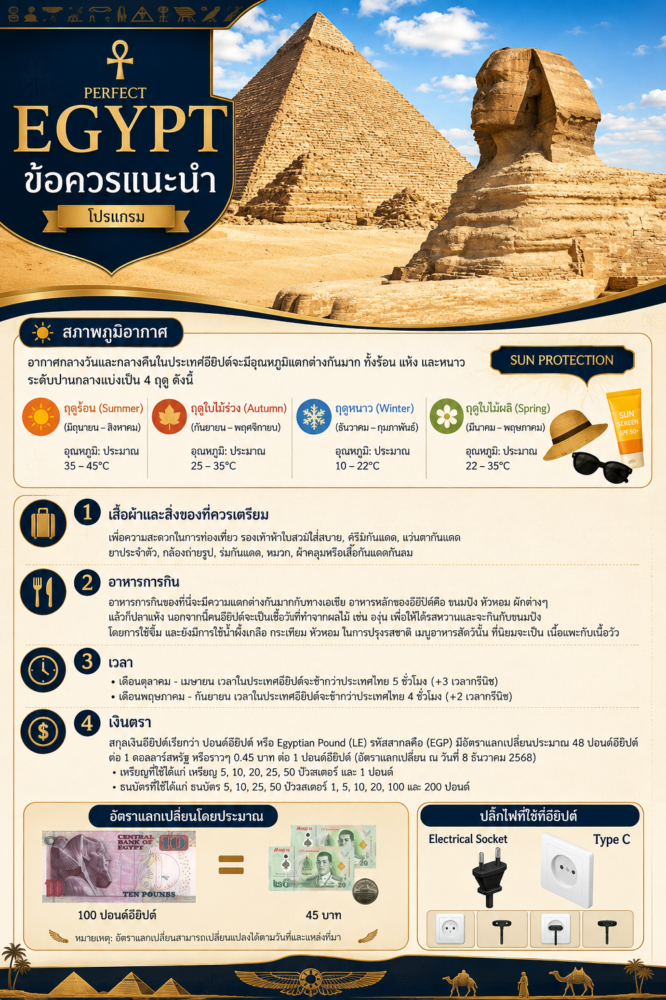 PERFECT
EGYPT
ข้อควรแนะนำ
โปรแกรม
สภาพภูมิอากาศ
อากาศกลางวันและกลางคืนในประเทศอียิปต์จะมีอุณหภูมิแตกต่างกันมาก ทั้งร้อน แห้ง และหนาว
ระดับปานกลางแบ่งเป็น 4 ฤดู ดังนี้
SUN PROTECTION
SUN
SCREEN
SPF 50+
ฤดูร้อน (Summer)
(มิถุนายน – สิงหาคม)
อุณหภูมิ: ประมาณ
35 – 45°C
ฤดูใบไม้ร่วง (Autumn)
(กันยายน – พฤศจิกายบ)
อุณหภูมิ: ประมาณ
25 – 35°C
ฤดูหนาว (Winter)
(ธันวาคม – กุมภาพันธ์)
อุณหภูมิ: ประมาณ
10 – 22°C
ฤดูใบไม้ผลิ (Spring)
(มีนาคม – พฤษภาคม)
อุณหภูมิ: ประมาณ
22 – 35°C
1 เสื้อผ้าและสิ่งของที่ควรเตรียม
เพื่อความสะดวกในการท่องเที่ยว รองเท้าห้าใบสวมิใส่สบาย, ครีมกันแดด, แว่นตากันแดด
ยาประจำตัว, กล้องถ่ายรูป, ร่มกันแดด, หมวก, ผ้าคลุมหรือเสื้อกันแดดกันลม
2 อาหารการกิน
อาหารการกินของที่นี่จะมีความแตกต่างกันมากกับทางเอเชีย อาหารหลักของอียิปต์คือ ขนมปัง หัวหอม ผักต่างๆ
แล้วก็ปลาแห้ง นอกจากนี้คนอียิปต์จะเป็นเชื้อวันที่ทำจากผลไม้ เช่น องุ่น เพื่อให้ได้รสหวานและจะกินกับขนมปัง
โดยการใช้จิ้ม และยังมีการใช้น้ำผึ้งเกลือ กระเทียม หัวหอม ในการปรุงรสชาติ เมนูอาหารสัตว์นั้น ที่นิยมจะเป็น เนื้อแพะกับเนื้อวัว
3 เวลา
• เดือนตุลาคม - เมษายน เวลาในประเทศอียิปต์จะช้ากว่าประเทศไทย 5 ชั่วโมง (+3 เวลากรีนิช)
• เดือนพฤษภาคม - กันยายน เวลาในประเทศอียิปต์จะช้ากว่าประเทศไทย 4 ชั่วโมง (+2 เวลากรีนิช)
4 เงินตรา
สกุลเงินอียิปต์เรียกว่า ปอนด์อียิปต์ หรือ Egyptian Pound (LE) รหัสสากลคือ (EGP) มีอัตราแลกเปลี่ยนประมาณ 48 ปอนด์อียิปต์
ต่อ 1 ดอลลาร์สหรัฐ หรือราวๆ 0.45 บาท ต่อ 1 ปอนด์อียิปต์ (อัตราแลกเปลี่ยน ณ วันที่ 8 ธันวาคม 2568)
• เหรียญที่ใช้ได้แก่ เหรียญ 5, 10, 20, 25, 50 ปิวสเตอร์ และ 1 ปอนด์
• ธนบัตรที่ใช้ได้แก่ ธนบัตร 5, 10, 25, 50 ปิวสเตอร์ 1, 5, 10, 20, 100 และ 200 ปอนด์
อัตราแลกเปลี่ยนโดยประมาณ
CENTRAL
BANK OF
EGYPT
10
10
TEN POUNDS
=
20
20
100 ปอนด์อียิปต์
45 บาท
หมายเหตุ: อัตราแลกเปลี่ยนสามารถเปลี่ยนแปลงได้ตามวันที่และแหล่งที่มา
ปลั๊กไฟที่ใช้ที่อียิปต์
Electrical Socket
Type C